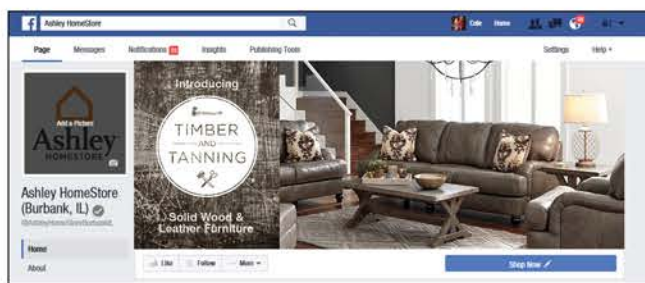 Ashley HomeStore
Cole Home
Page Messages Notifications Insights Publishing Tools Settings Help
Add a Picture
Ashley
HOMESTORE
Introducing
TIMBER
AND
TANNING
Solid Wood &
Leather Furniture
Ashley HomeStore
(Burbank, IL)
Home
About
Like Follow More
Shop Now